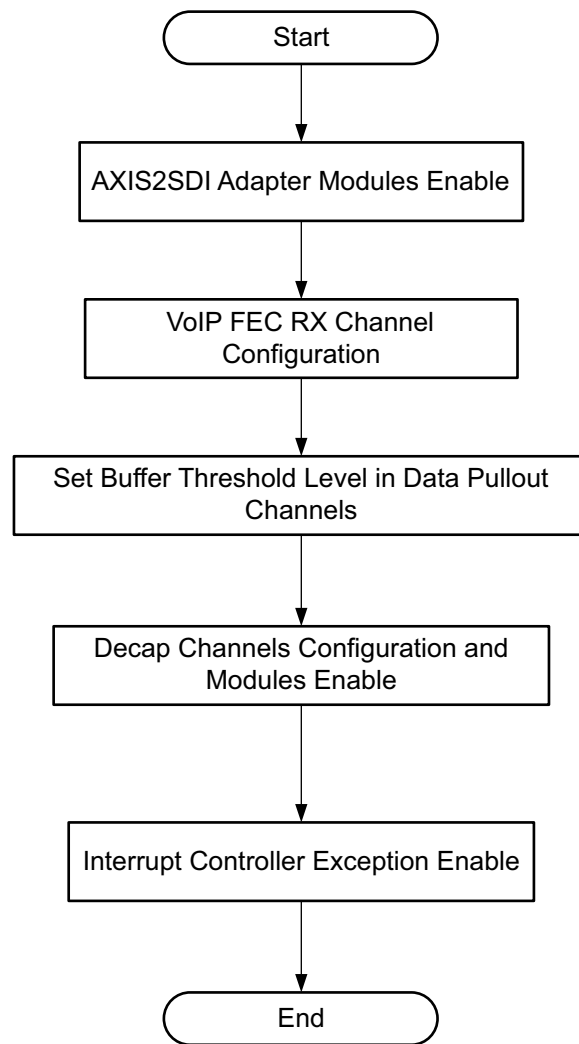 Start
AXIS2SDI Adapter Modules Enable
VoIP FEC RX Channel
Configuration
Set Buffer Threshold Level in Data Pullout
Channels
Decap Channels Configuration and
Modules Enable
Interrupt Controller Exception Enable
End